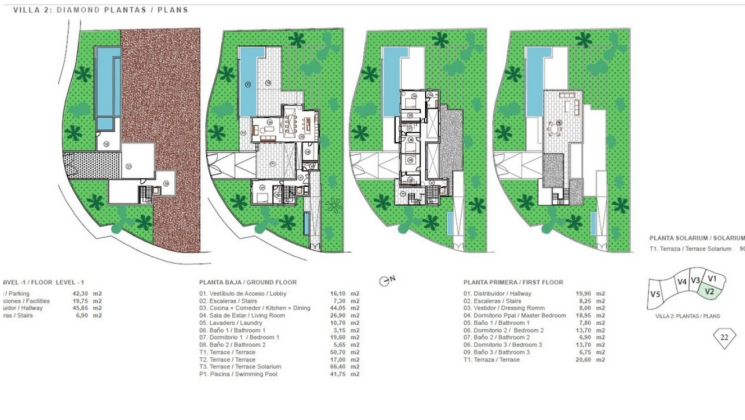 VILLA 2: DIAMOND PLANTAS / PLANS
PLANTA SOLARIUM / SOLARIUM
T1. Terraza / Terrace Solarium 90
IVEL -1 / FLOOR LEVEL - 1
/ Parking 42,30 m2
ciones / Facilities 19,75 m2
uidor / Hallway 45,85 m2
ras / Stairs 6,90 m2
PLANTA BAJA / GROUND FLOOR
01. Vestíbulo de Acceso / Lobby 16,10 m2
02. Escaleras / Stairs 7,30 m2
03. Cocina + Comedor / Kitchen + Dining 44,05 m2
04. Sala de Estar / Living Room 26,90 m2
05. Lavadero / Laundry 10,70 m2
06. Baño 1 / Bathroom 1 3,15 m2
07. Dormitorio 1 / Bedroom 1 19,60 m2
08. Baño 2 / Bathroom 2 5,65 m2
T1. Terrace / Terrace 50,70 m2
T2. Terrace / Terrace 17,00 m2
T3. Terrace / Terrace Solarium 66,40 m2
P1. Piscina / Swimming Pool 41,75 m2
PLANTA PRIMERA / FIRST FLOOR
01. Distribuidor / Hallway 19,90 m2
02. Escaleras / Stairs 8,25 m2
03. Vestidor / Dressing Romm 8,00 m2
04. Dormitorio Ppal / Master Bedroom 18,95 m2
05. Baño 1 / Bathroom 1 7,80 m2
06. Dormitorio 2 / Bedroom 2 13,70 m2
07. Baño 2 / Bathroom 2 6,90 m2
08. Dormitorio 3 / Bedroom 3 13,70 m2
09. Baño 3 / Bathroom 3 6,75 m2
T1. Terraza / Terrace 20,60 m2
V5 V4 V3 V1
V2
VILLA 2: PLANTAS / PLANS
22